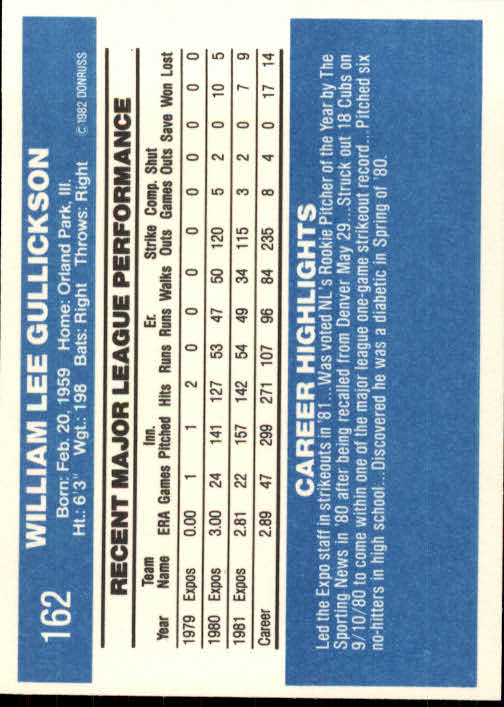 162
WILLIAM LEE GULLICKSON
Born: Feb. 20, 1959 Home: Orland Park, Ill.
Ht.: 6'3" Wgt.: 198 Bats: Right Throws: Right © 1982 DONRUSS
RECENT MAJOR LEAGUE PERFORMANCE
Team Inn. Er. Strike Comp. Shut
Year Name ERA Games Pitched Hits Runs Runs Walks Outs Games Outs Save Won Lost
1979 Expos 0.00 1 1 2 0 0 0 0 0 0 0 0 0
1980 Expos 3.00 24 141 127 53 47 50 120 5 2 0 10 5
1981 Expos 2.81 22 157 142 54 49 34 115 3 2 0 7 9
Career 2.89 47 299 271 107 96 84 235 8 4 0 17 14
CAREER HIGHLIGHTS
Led the Expo staff in strikeouts in '81...Was voted NL's Rookie Pitcher of the Year by The
Sporting News in '80 after being recalled from Denver May 29...Struck out 18 Cubs on
9/10/80 to come within one of the major league one-game strikeout record...Pitched six
no-hitters in high school...Discovered he was a diabetic in Spring of '80.